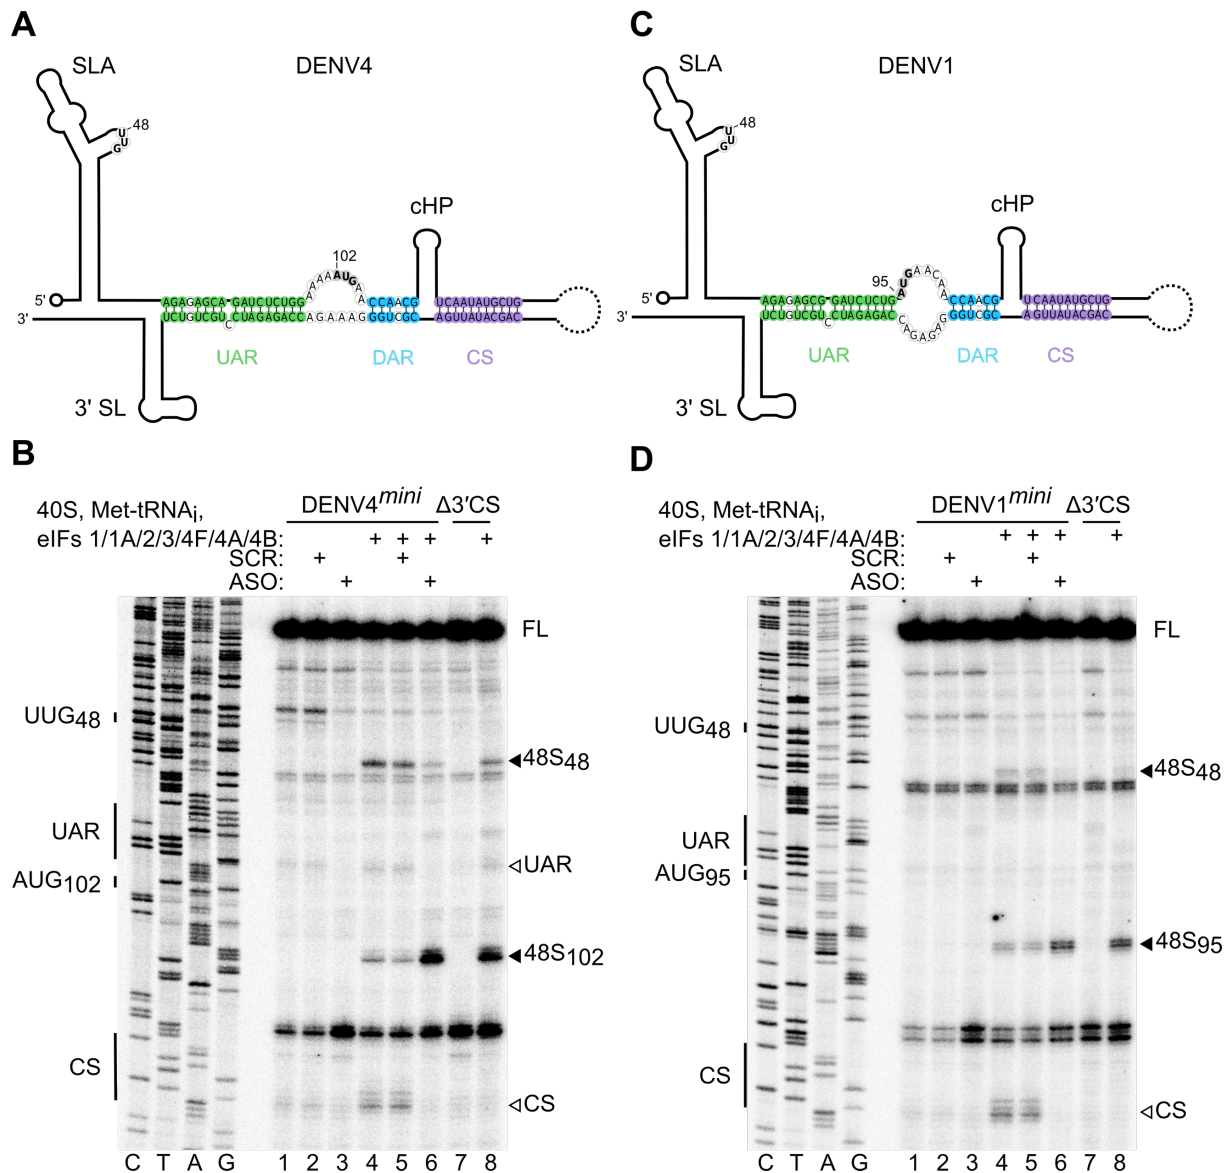 A
C
SLA
DENV4
SLA
DENV1
48
U
U
G
48
U
U
G
cHP
cHP
102
95
AAAAAUGAA
AUGAACAA
5'
AGAGAGCA GAUCUCUGG
CCAACG
UCAAUAUGCUG
5'
AGAGAGCG GAUCUCUG
CCAACG
UCAAUAUGCUG
3'
UCUGUCGU
C
CUAGAGACC
AGAAAAG
GGUCGC
AGUUAUACGAC
3'
UCUGUCGU
C
CUAGAGAC
CAGAGAG
GGUCGC
AGUUAUACGAC
UAR
DAR
CS
UAR
DAR
CS
3' SL
3' SL
B
D
40S, Met-tRNAi,
DENV4mini
Δ3'CS
eIFs 1/1A/2/3/4F/4A/4B:
+ + + +
SCR:
+ +
ASO:
+ +
FL
UUG48
48S48
UAR
UAR
AUG102
48S102
CS
CS
C T A G 1 2 3 4 5 6 7 8
40S, Met-tRNAi,
DENV1mini
Δ3'CS
eIFs 1/1A/2/3/4F/4A/4B:
+ + + +
SCR:
+ +
ASO:
+ +
FL
UUG48
48S48
UAR
AUG95
48S95
CS
CS
C T A G 1 2 3 4 5 6 7 8